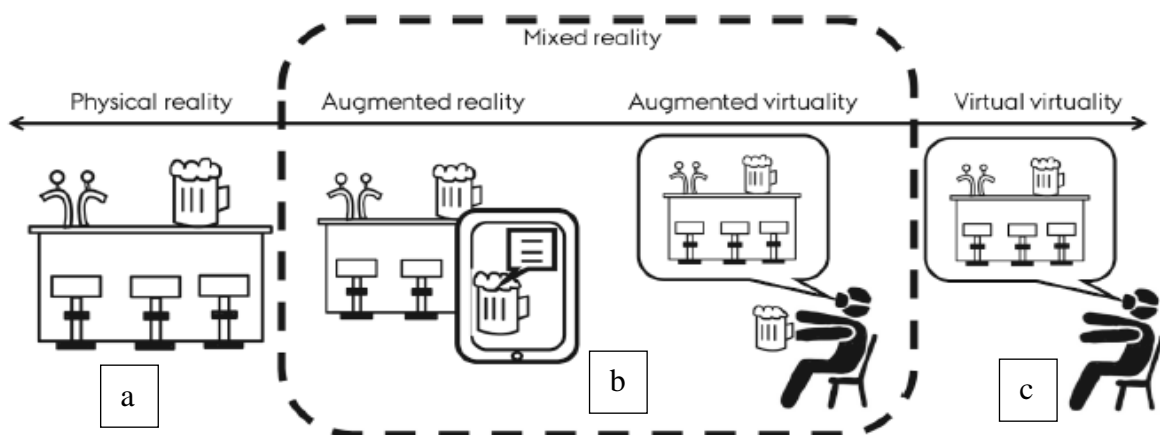 Mixed reality
Physical reality
Augmented reality
Augmented virtuality
Virtual virtuality
a
b
c